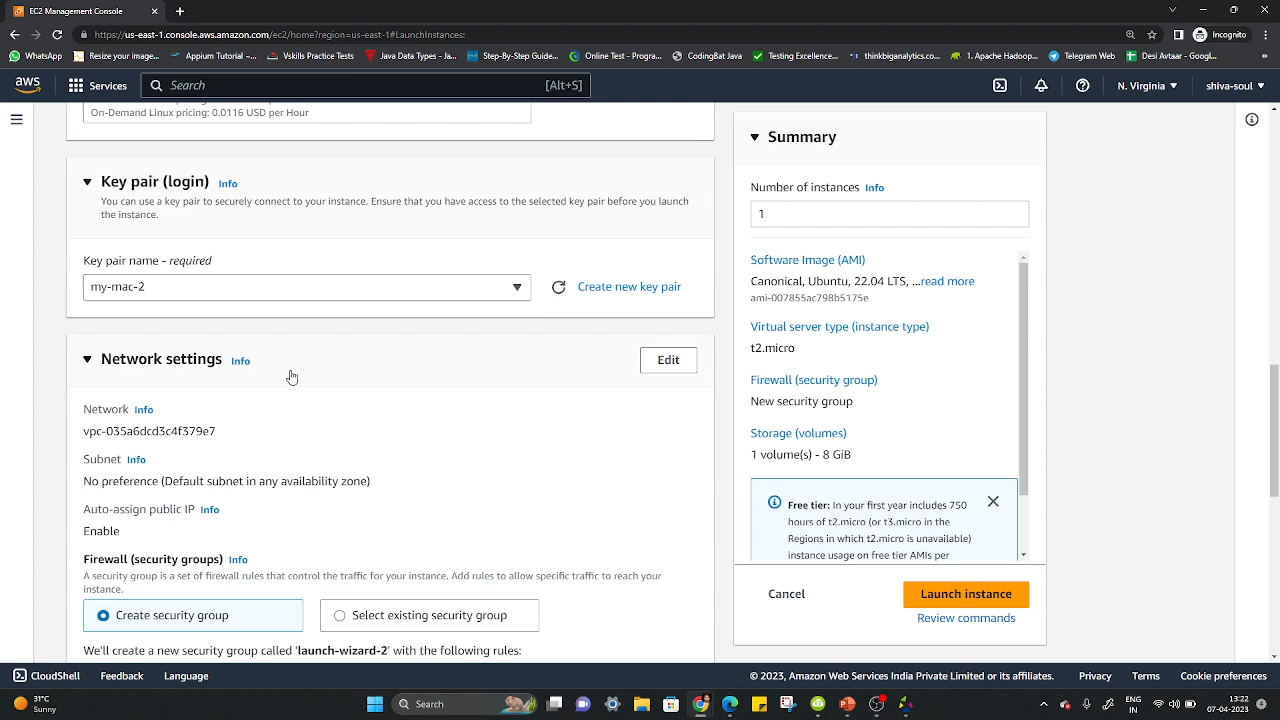 EC2 Management Console
https://us-east-1.console.aws.amazon.com/ec2/home?region=us-east-1#LaunchInstances:
Incognito
WhatsApp
Resize your image...
Apsium Tutorial -...
Vskills Practice Tests
Java Data Types - M...
Step-By-Step Guide...
Online Test - Progra...
CodingBat Java
Testing Excellence...
thinkbiganalytics.co...
1. Apache Hadoop...
Telegram Web
Desi Avtaar - Goo...
aws
Services
Search
[Alt+S]
N. Virginia
shiva-soul
On-Demand Linux pricing: 0.0116 USD per Hour
Key pair (login) Info
You can use a key pair to securely connect to your instance. Ensure that you have access to the selected key pair before you launch
the instance.
Key pair name - required
my-mac-2
Create new key pair
Network settings Info
Edit
Network Info
vpc-035a6dcd3c4f379e7
Subnet Info
No preference (Default subnet in any availability zone)
Auto-assign public IP Info
Enable
Firewall (security groups) Info
A security group is a set of firewall rules that control the traffic for your instance. Add rules to allow specific traffic to reach your
instance.
Create security group
Select existing security group
We'll create a new security group called 'launch-wizard-2' with the following rules:
Summary
Number of instances Info
1
Software Image (AMI)
Canonical, Ubuntu, 22.04 LTS, ...read more
ami-007855ac798b5175e
Virtual server type (instance type)
t2.micro
Firewall (security group)
New security group
Storage (volumes)
1 volume(s) - 8 GiB
Free tier: In your first year includes 750
hours of t2.micro (or t3.micro in the
Regions in which t2.micro is unavailable)
instance usage on free tier AMIs per
Cancel
Launch instance
Review commands
CloudShell
Feedback
Language
© 2023, Amazon Web Services India Private Limited or its affiliates.
Privacy
Terms
Cookie preferences
31°C
Sunny
Search
ENG
IN
13:22
07-04-2023